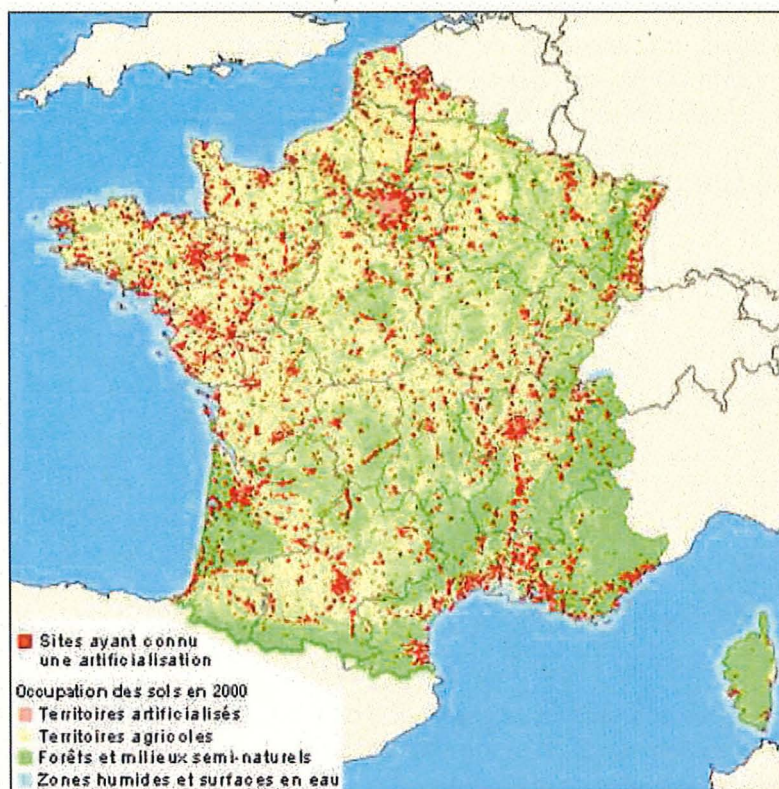 Sites ayant connu
une artificialisation
Occupation des sols en 2000
Territoires artificialisés
Territoires agricoles
Forêts et milieux semi-naturels
Zones humides et surfaces en eau